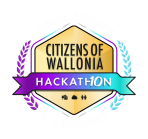 CITIZENS OF
WALLONIA
HACKATHON